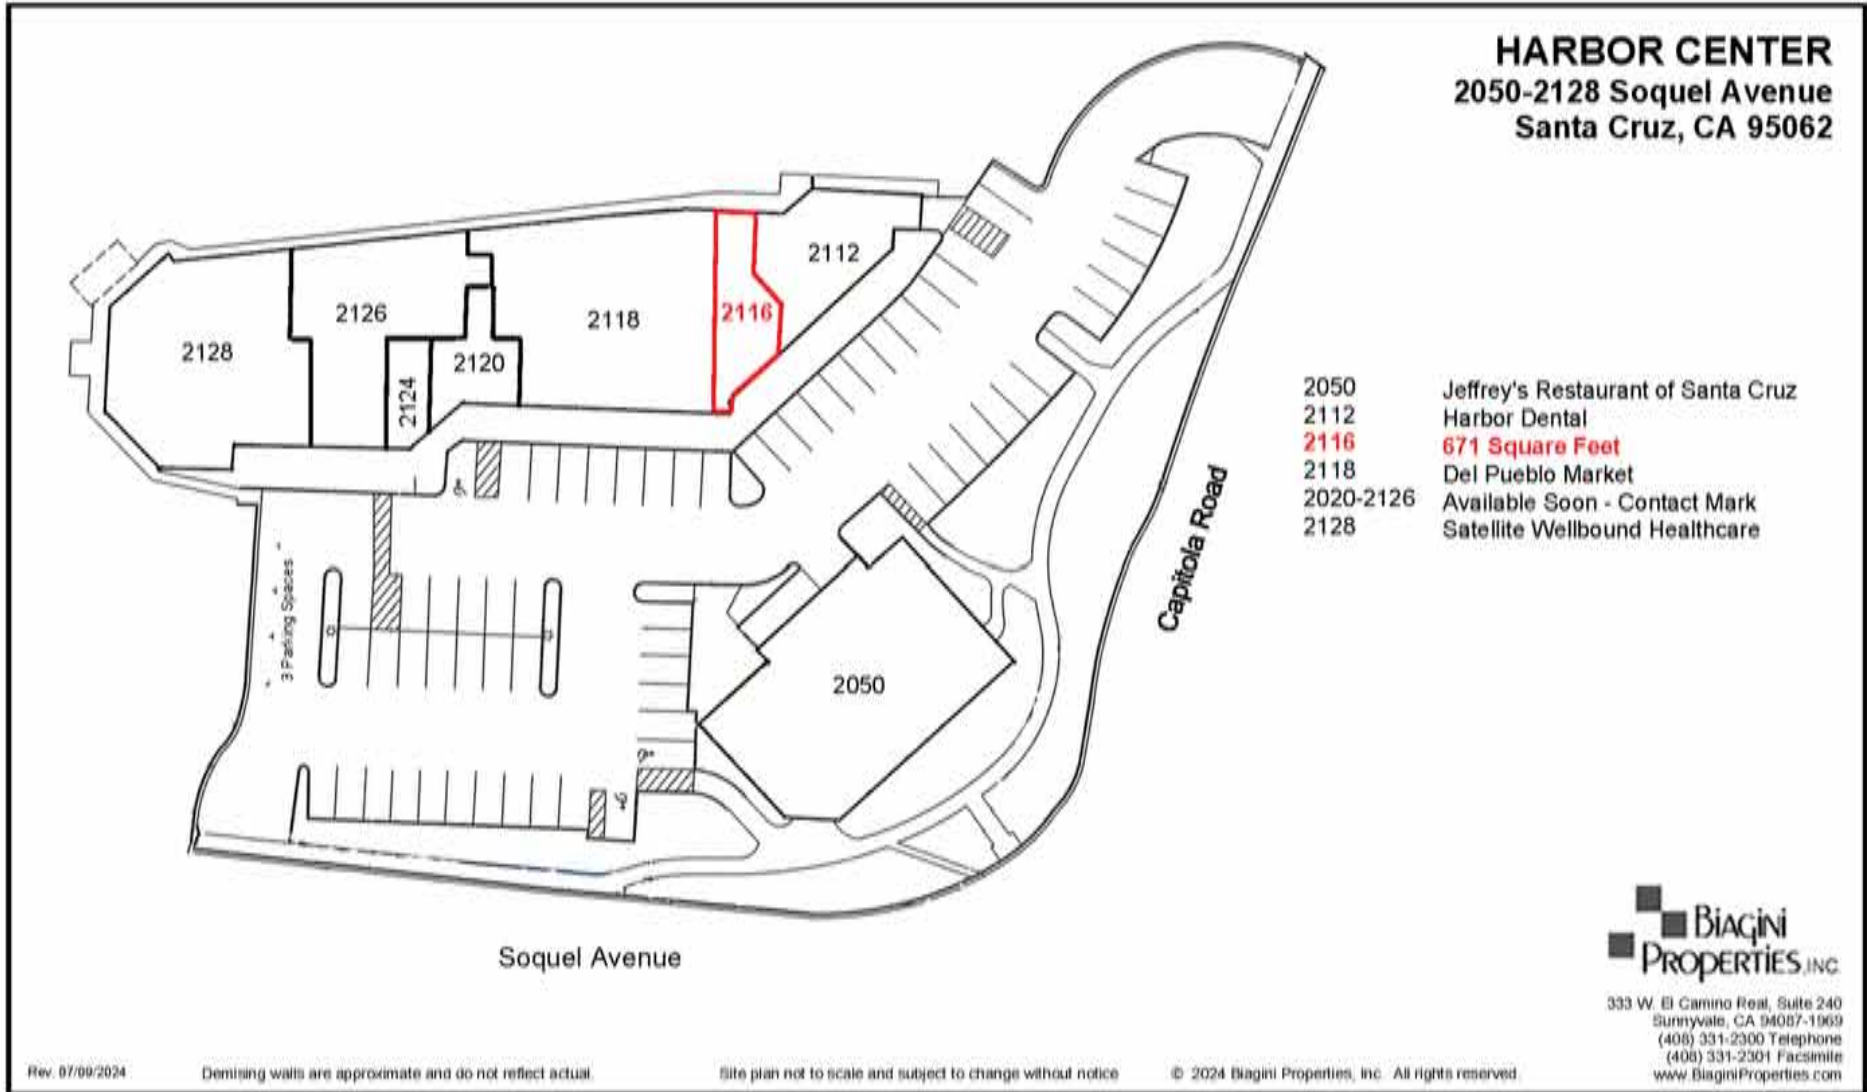 HARBOR CENTER
2050-2128 Soquel Avenue
Santa Cruz, CA 95062
2112
2116
2118
2126
2128
2120
2124
2050 Jeffrey's Restaurant of Santa Cruz
2112 Harbor Dental
2116 671 Square Feet
2118 Del Pueblo Market
2020-2126 Available Soon - Contact Mark
2128 Satellite Wellbound Healthcare
Capitola Road
3 Parking Spaces
2050
Soquel Avenue
BIAGINI
PROPERTIES, INC.
333 W. El Camino Real, Suite 240
Sunnyvale, CA 94087-1969
(408) 331-2300 Telephone
(408) 331-2301 Facsimile
www.BiaginiProperties.com
Rev. 07/09/2024 Demising walls are approximate and do not reflect actual. Site plan not to scale and subject to change without notice © 2024 Biagini Properties, Inc. All rights reserved.